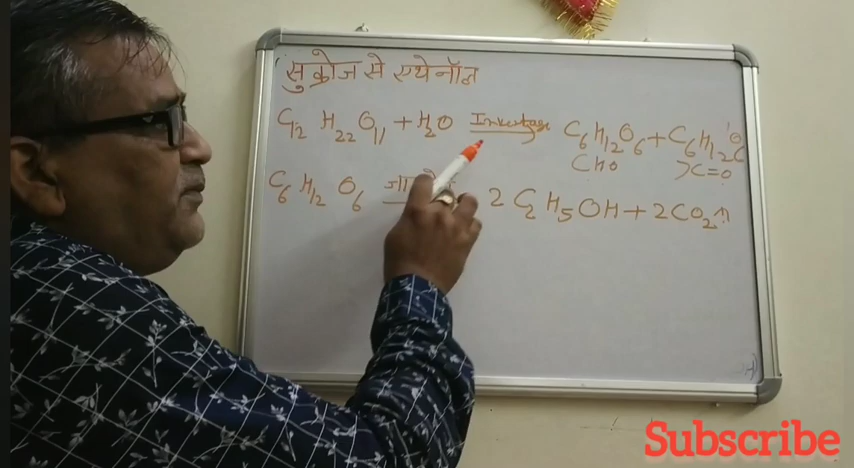 सुक्रोज से एथेनॉल
C12 H22 O11 + H2O Invertase C6H12O6 + C6H12O6
CHO >C=O
C6 H12 O6 2 C2 H5 OH + 2CO2 ↑
Subscribe